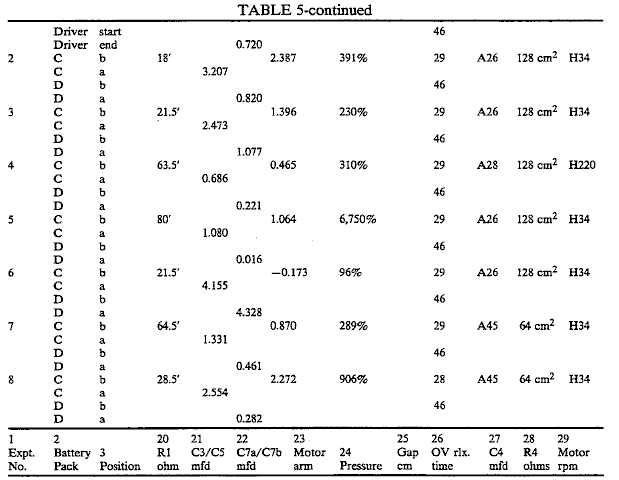 TABLE 5-continued
Driver start 46
Driver end 0.720
2 C b 18' 2.387 391% 29 A26 128 cm² H34
C a 3.207
D b 46
D a 0.820
3 C b 21.5' 1.396 230% 29 A26 128 cm² H34
C a 2.473
D b 46
D a 1.077
4 C b 63.5' 0.465 310% 29 A28 128 cm² H220
C a 0.686
D b 46
D a 0.221
5 C b 80' 1.064 6,750% 29 A26 128 cm² H34
C a 1.080
D b 46
D a 0.016
6 C b 21.5' −0.173 96% 29 A26 128 cm² H34
C a 4.155
D b 46
D a 4.328
7 C b 64.5' 0.870 289% 29 A45 64 cm² H34
C a 1.331
D b 46
D a 0.461
8 C b 28.5' 2.272 906% 28 A45 64 cm² H34
C a 2.554
D b 46
D a 0.282
1 2 20 21 22 23 25 26 27 28 29
Expt. Battery 3 R1 C3/C5 C7a/C7b Motor 24 Gap OV rlx. C4 R4 Motor
No. Pack Position ohm mfd mfd arm Pressure cm time mfd ohms rpm